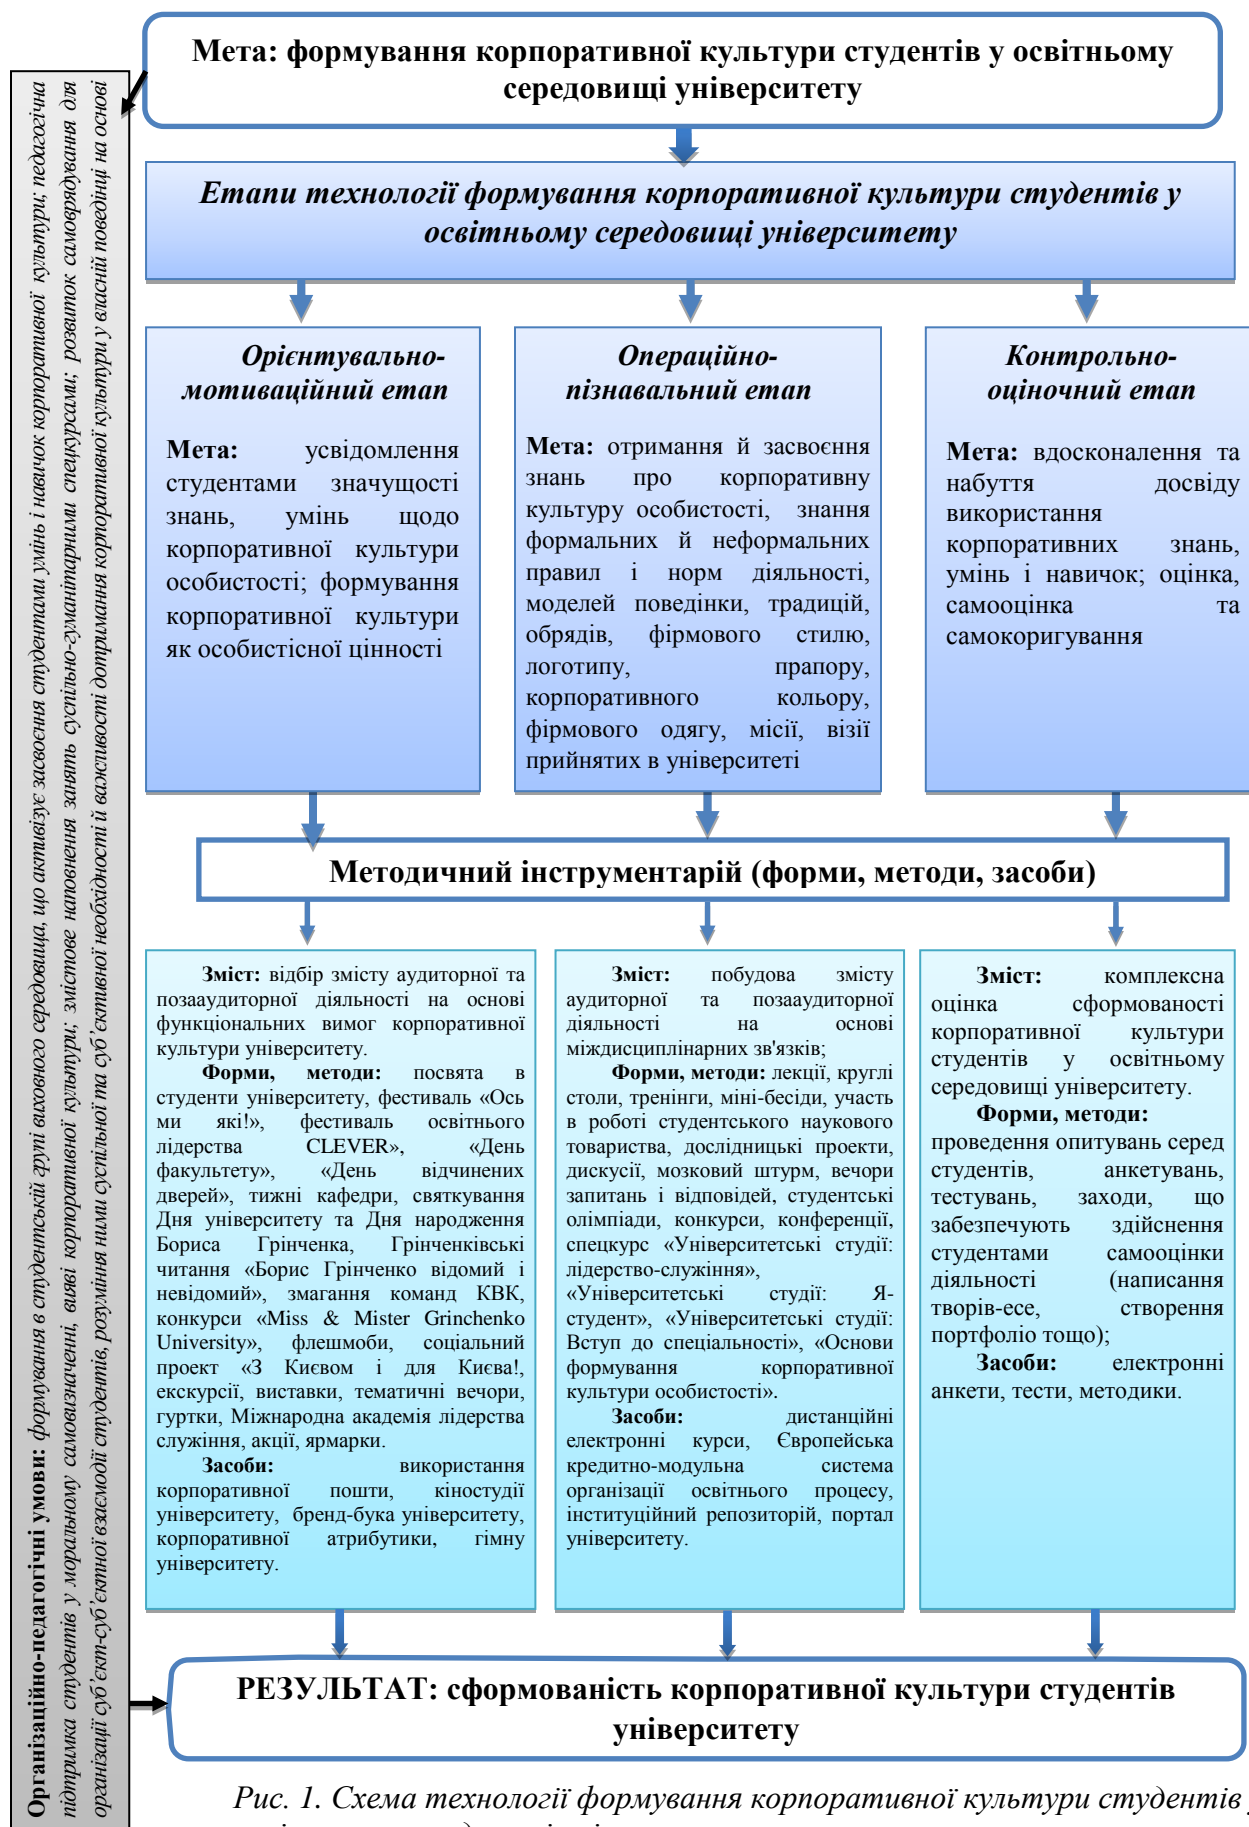 Мета: формування корпоративної культури студентів у освітньому
середовищі університету
Організаційно-педагогічні умови: формування в студентській групі виховного середовища, що активізує засвоєння студентами умінь і навичок корпоративної культури; педагогічна
підтримка студентів у моральному самовизначенні, вияві корпоративної культури; змістове наповнення занять суспільно-гуманітарними спецкурсами; розвиток самоврядування для
організації суб'єкт-суб'єктної взаємодії студентів, розуміння ними суспільної та суб'єктивної необхідності й важливості дотримання корпоративної культури у власній поведінці на основі
Етапи технології формування корпоративної культури студентів у
освітньому середовищі університету
Орієнтувально-
мотиваційний етап
Мета: усвідомлення
студентами значущості
знань, умінь щодо
корпоративної культури
особистості; формування
корпоративної культури
як особистісної цінності
Операційно-
пізнавальний етап
Мета: отримання й засвоєння
знань про корпоративну
культуру особистості, знання
формальних й неформальних
правил і норм діяльності,
моделей поведінки, традицій,
обрядів, фірмового стилю,
логотипу, прапору,
корпоративного кольору,
фірмового одягу, місії, візії
прийнятих в університеті
Контрольно-
оціночний етап
Мета: вдосконалення та
набуття досвіду
використання
корпоративних знань,
умінь і навичок; оцінка,
самооцінка та
самокоригування
Методичний інструментарій (форми, методи, засоби)
Зміст: відбір змісту аудиторної та
позааудиторної діяльності на основі
функціональних вимог корпоративної
культури університету.
Форми, методи: посвята в
студенти університету, фестиваль «Ось
ми які!», фестиваль освітнього
лідерства CLEVER», «День
факультету», «День відчинених
дверей», тижні кафедри, святкування
Дня університету та Дня народження
Бориса Грінченка, Грінченківські
читання «Борис Грінченко відомий і
невідомий», змагання команд КВК,
конкурси «Miss & Mister Grinchenko
University», флешмоби, соціальний
проект «З Києвом і для Києва!,
екскурсії, виставки, тематичні вечори,
гуртки, Міжнародна академія лідерства
служіння, акції, ярмарки.
Засоби: використання
корпоративної пошти, кіностудії
університету, бренд-бука університету,
корпоративної атрибутики, гімну
університету.
Зміст: побудова змісту
аудиторної та позааудиторної
діяльності на основі
міждисциплінарних зв'язків;
Форми, методи: лекції, круглі
столи, тренінги, міні-бесіди, участь
в роботі студентського наукового
товариства, дослідницькі проекти,
дискусії, мозковий штурм, вечори
запитань і відповідей, студентські
олімпіади, конкурси, конференції,
спецкурс «Університетські студії:
лідерство-служіння»,
«Університетські студії: Я-
студент», «Університетські студії:
Вступ до спеціальності», «Основи
формування корпоративної
культури особистості».
Засоби: дистанційні
електронні курси, Європейська
кредитно-модульна система
організації освітнього процесу,
інституційний репозиторій, портал
університету.
Зміст: комплексна
оцінка сформованості
корпоративної культури
студентів у освітньому
середовищі університету.
Форми, методи:
проведення опитувань серед
студентів, анкетувань,
тестувань, заходи, що
забезпечують здійснення
студентами самооцінки
діяльності (написання
творів-есе, створення
портфоліо тощо);
Засоби: електронні
анкети, тести, методики.
РЕЗУЛЬТАТ: сформованість корпоративної культури студентів
університету
Рис. 1. Схема технології формування корпоративної культури студентів